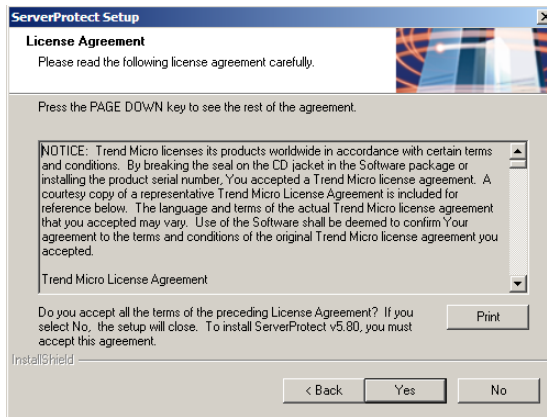 ServerProtect Setup
License Agreement
Please read the following license agreement carefully.
Press the PAGE DOWN key to see the rest of the agreement.
NOTICE: Trend Micro licenses its products worldwide in accordance with certain terms
and conditions. By breaking the seal on the CD jacket in the Software package or
installing the product serial number, You accepted a Trend Micro license agreement. A
courtesy copy of a representative Trend Micro License Agreement is included for
reference below. The language and terms of the actual Trend Micro license agreement
that you accepted may vary. Use of the Software shall be deemed to confirm Your
agreement to the terms and conditions of the original Trend Micro license agreement you
accepted.
Trend Micro License Agreement
Do you accept all the terms of the preceding License Agreement? If you
select No, the setup will close. To install ServerProtect v5.80, you must
accept this agreement.
Print
InstallShield
< Back
Yes
No